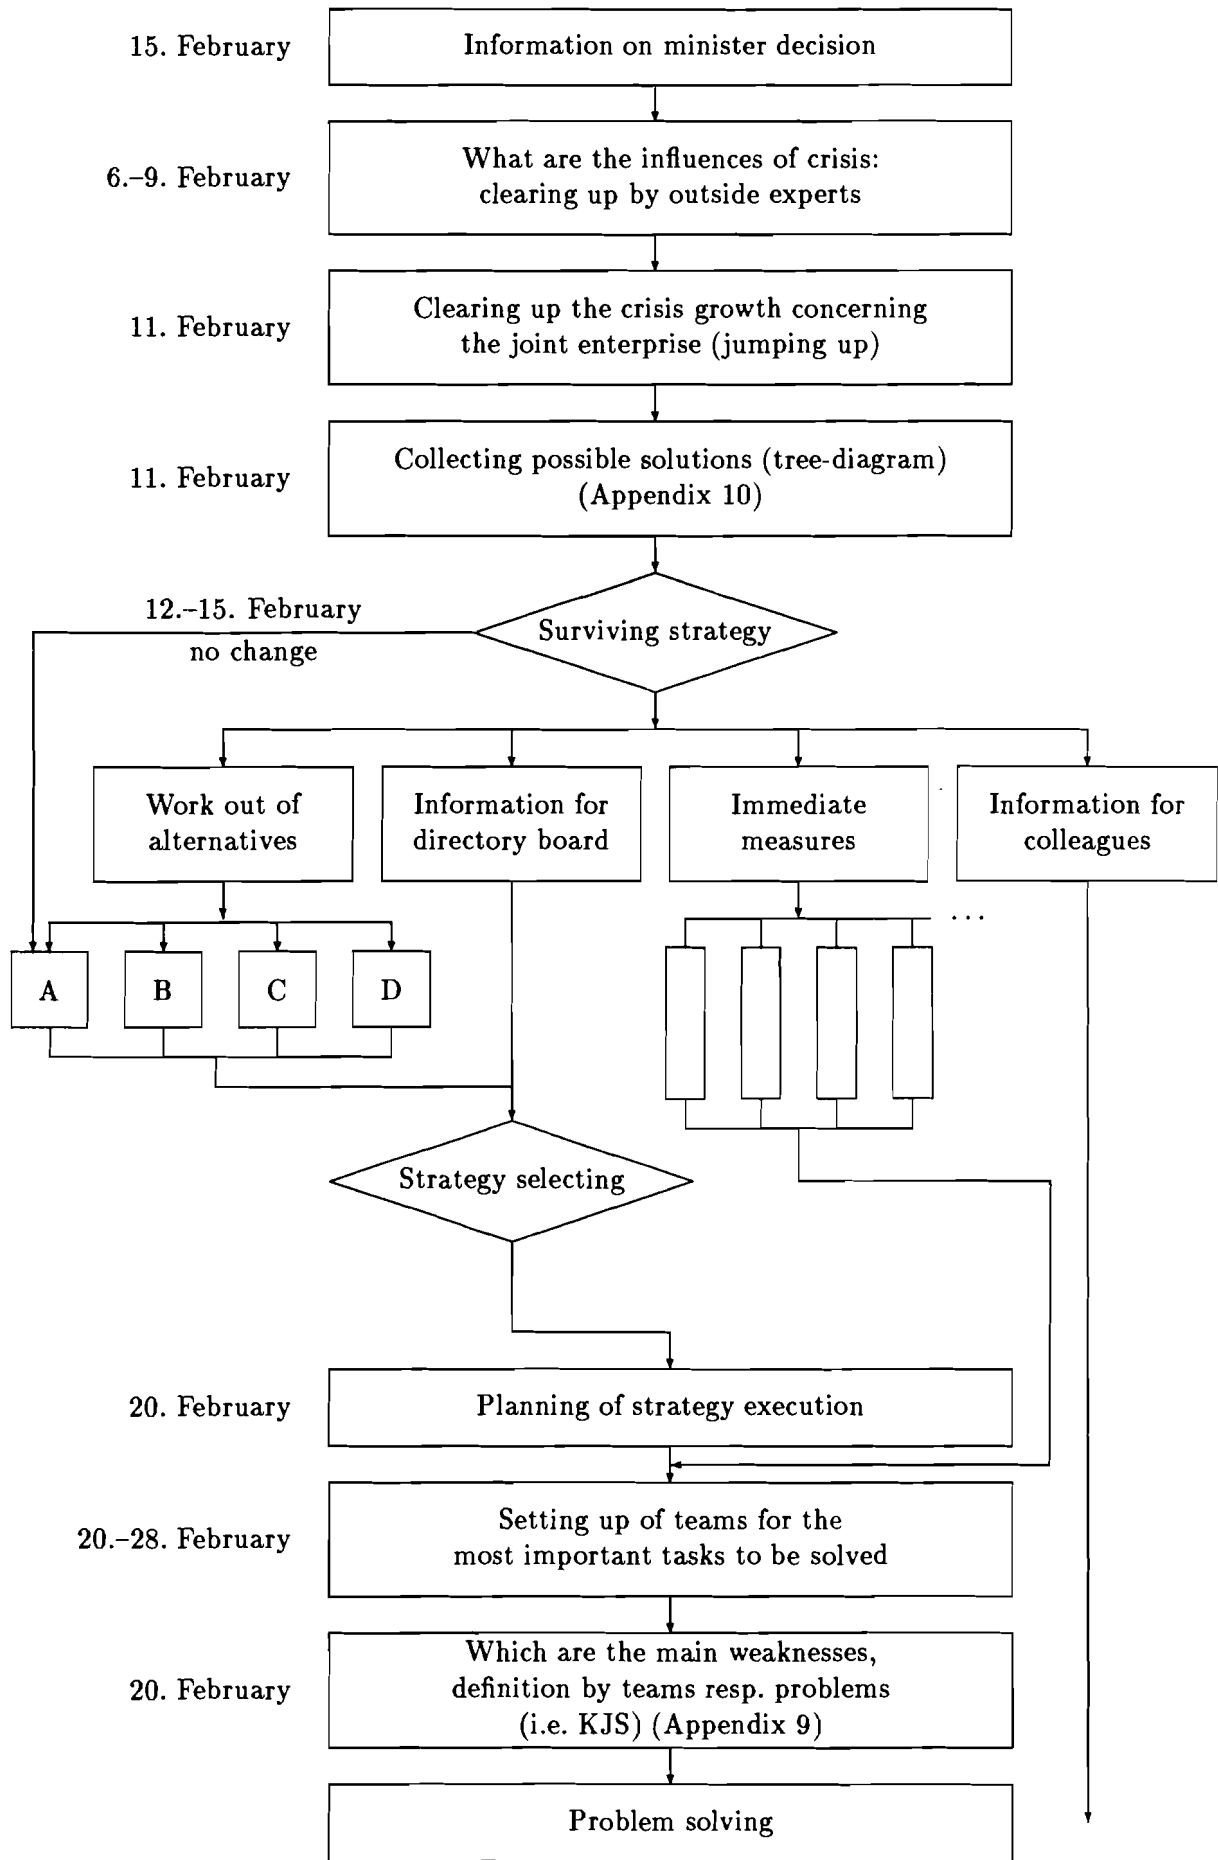 15. February
Information on minister decision
6.–9. February
What are the influences of crisis:
clearing up by outside experts
11. February
Clearing up the crisis growth concerning
the joint enterprise (jumping up)
11. February
Collecting possible solutions (tree-diagram)
(Appendix 10)
12.–15. February
no change
Surviving strategy
Work out of
alternatives
Information for
directory board
Immediate
measures
Information for
colleagues
...
A
B
C
D
Strategy selecting
20. February
Planning of strategy execution
20.–28. February
Setting up of teams for the
most important tasks to be solved
20. February
Which are the main weaknesses,
definition by teams resp. problems
(i.e. KJS) (Appendix 9)
Problem solving